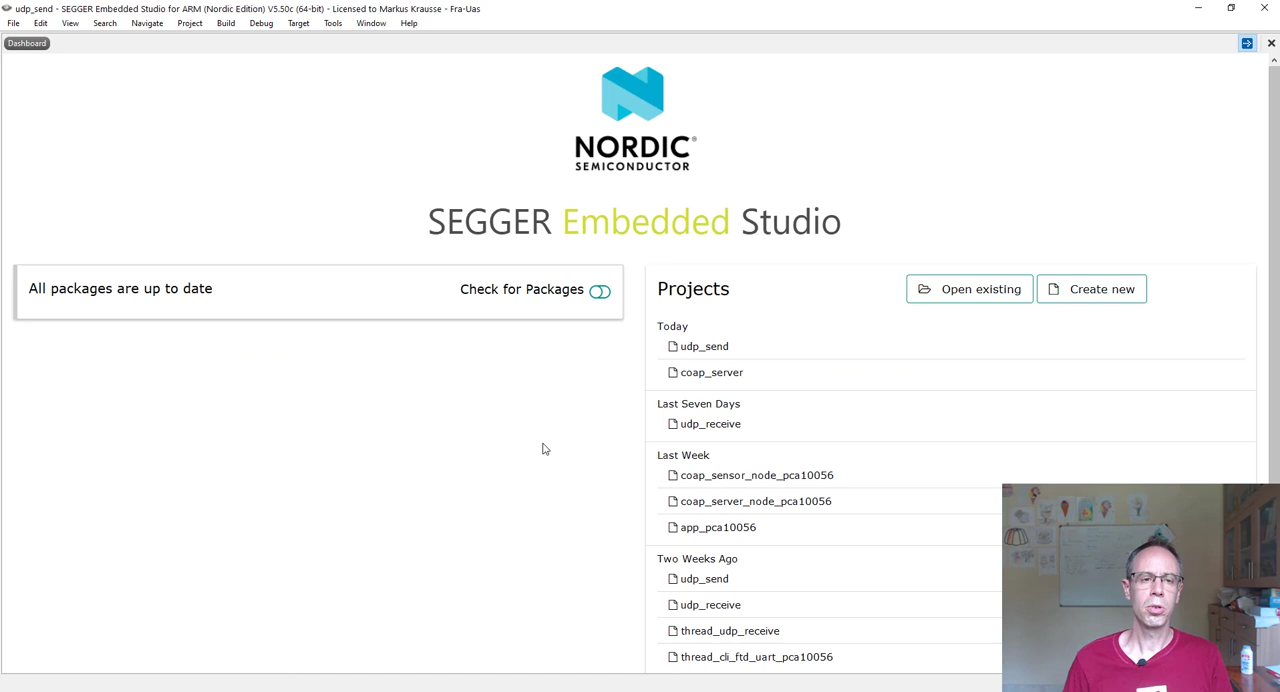 udp_send - SEGGER Embedded Studio for ARM (Nordic Edition) V5.50c (64-bit) - Licensed to Markus Krausse - Fra-Uas
File Edit View Search Navigate Project Build Debug Target Tools Window Help
Dashboard
NORDIC®
SEMICONDUCTOR
SEGGER Embedded Studio
All packages are up to date
Check for Packages
Projects
Open existing
Create new
Today
udp_send
coap_server
Last Seven Days
udp_receive
Last Week
coap_sensor_node_pca10056
coap_server_node_pca10056
app_pca10056
Two Weeks Ago
udp_send
udp_receive
thread_udp_receive
thread_cli_ftd_uart_pca10056